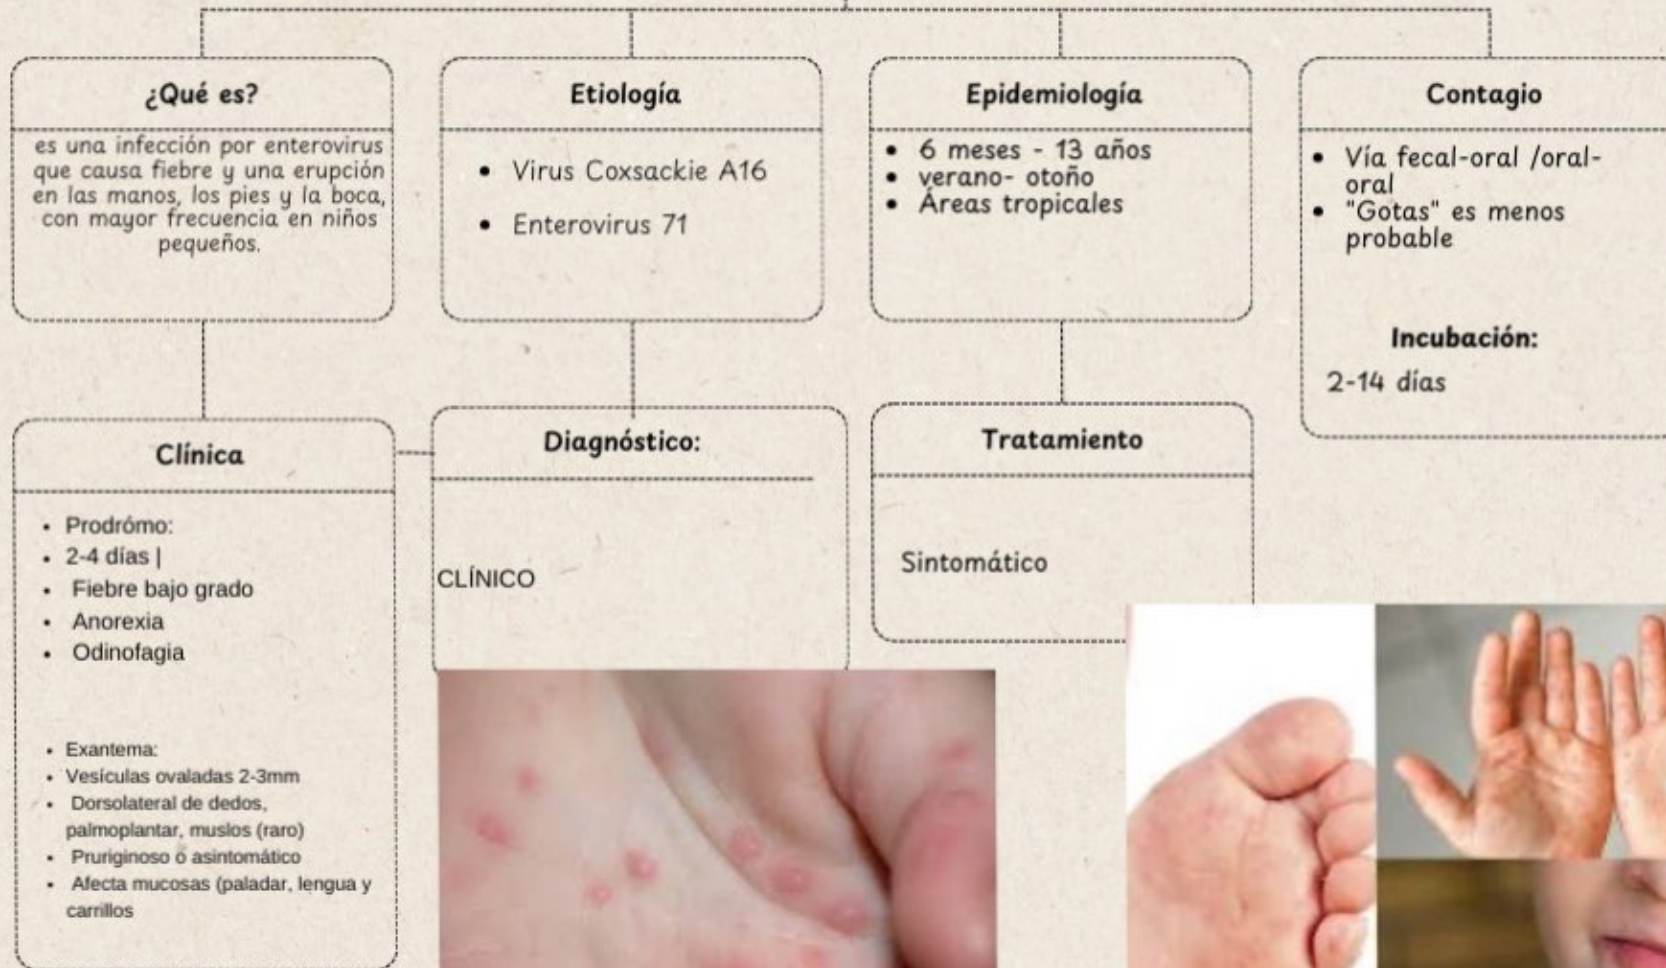 ¿Qué es?
es una infección por enterovirus
que causa fiebre y una erupción
en las manos, los pies y la boca,
con mayor frecuencia en niños
pequeños.
Etiología
• Virus Coxsackie A16
• Enterovirus 71
Epidemiología
• 6 meses - 13 años
• verano- otoño
• Áreas tropicales
Contagio
• Vía fecal-oral /oral-
oral
• "Gotas" es menos
probable
Incubación:
2-14 días
Clínica
• Prodrómo:
• 2-4 días |
• Fiebre bajo grado
• Anorexia
• Odinofagia
• Exantema:
• Vesículas ovaladas 2-3mm
• Dorsolateral de dedos,
palmoplantar, muslos (raro)
• Pruriginoso ó asintomático
• Afecta mucosas (paladar, lengua y
carrillos
Diagnóstico:
CLÍNICO
Tratamiento
Sintomático